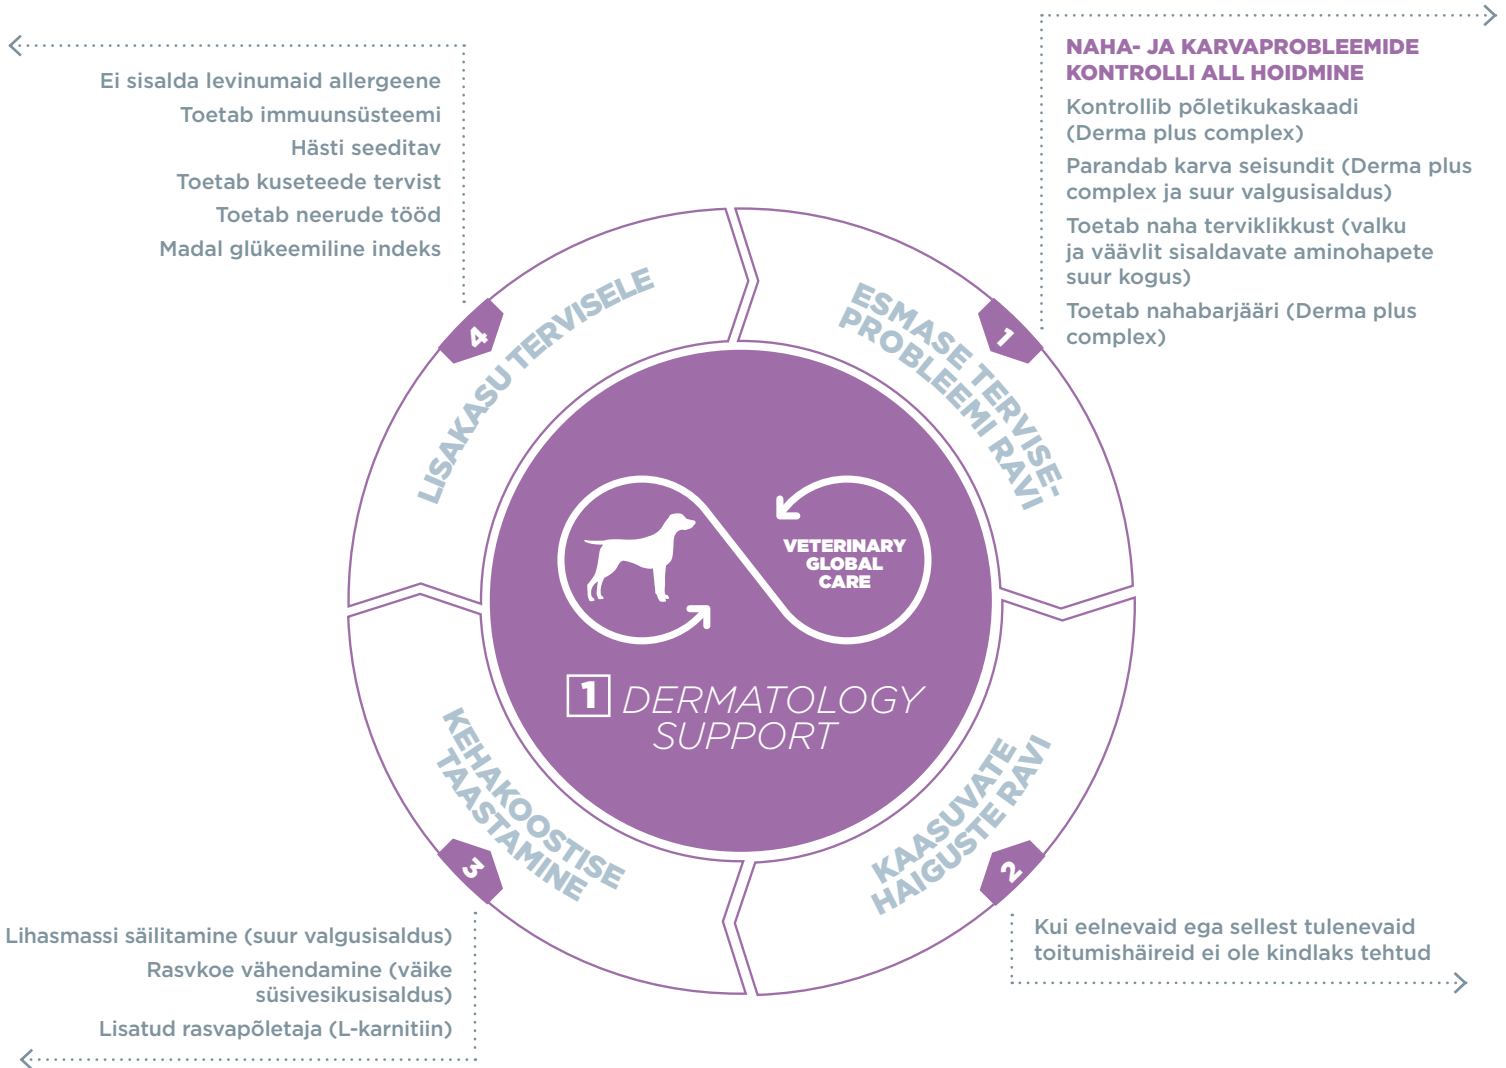 NAHA- JA KARVAPROBLEEMIDE
KONTROLLI ALL HOIDMINE
Kontrollib põletikukaskaadi
(Derma plus complex)
Parandab karva seisundit (Derma plus
complex ja suur valgusisaldus)
Toetab naha terviklikkust (valku
ja väävlit sisaldavate aminohapete
suur kogus)
Toetab nahabarjääri (Derma plus
complex)
Ei sisalda levinumaid allergeene
Toetab immuunsüsteemi
Hästi seeditav
Toetab kuseteede tervist
Toetab neerude tööd
Madal glükeemiline indeks
4
LISAKASU TERVISELE
1
ESMASE TERVISE-
PROBLEEMI RAVI
VETERINARY
GLOBAL
CARE
1 DERMATOLOGY
SUPPORT
KEHAKOOSTISE
TAASTAMINE
3
KAASUVATE
HAIGUSTE RAVI
2
Kui eelnevaid ega sellest tulenevaid
toitumishäireid ei ole kindlaks tehtud
Lihasmassi säilitamine (suur valgusisaldus)
Rasvkoe vähendamine (väike
süsivesikusisaldus)
Lisatud rasvapõletaja (L-karnitiin)